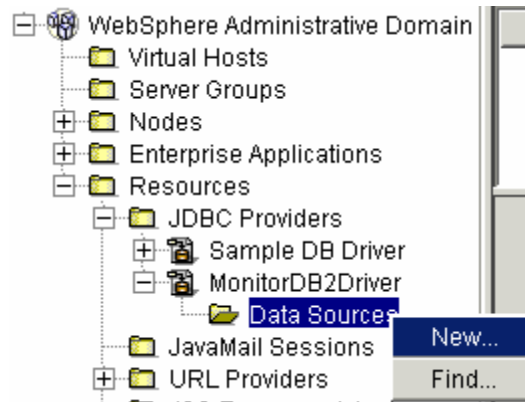 WebSphere Administrative Domain
Virtual Hosts
Server Groups
Nodes
Enterprise Applications
Resources
JDBC Providers
Sample DB Driver
MonitorDB2Driver
Data Sources
New...
JavaMail Sessions
URL Providers
Find...